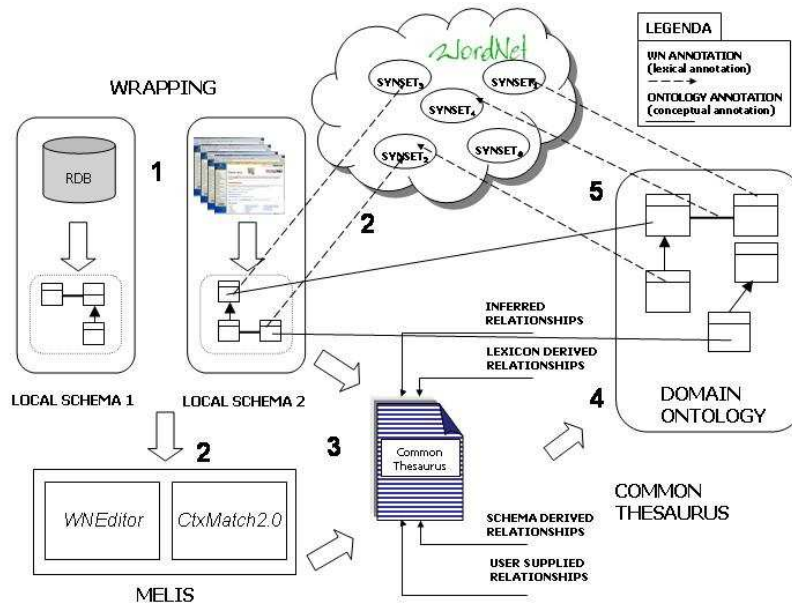 WordNet
SYNSET3
SYNSET1
SYNSET4
SYNSET2
LEGENDA
WN ANNOTATION
(lexical annotation)
ONTOLOGY ANNOTATION
(conceptual annotation)
WRAPPING
RDB
1
2
5
INFERRED
RELATIONSHIPS
LEXICON DERIVED
RELATIONSHIPS
LOCAL SCHEMA 1
LOCAL SCHEMA 2
DOMAIN
ONTOLOGY
4
2
3
Common
Thesaurus
WNEditor
CtxMatch2.0
COMMON
THESAURUS
SCHEMA DERIVED
RELATIONSHIPS
USER SUPPLIED
RELATIONSHIPS
MELIS